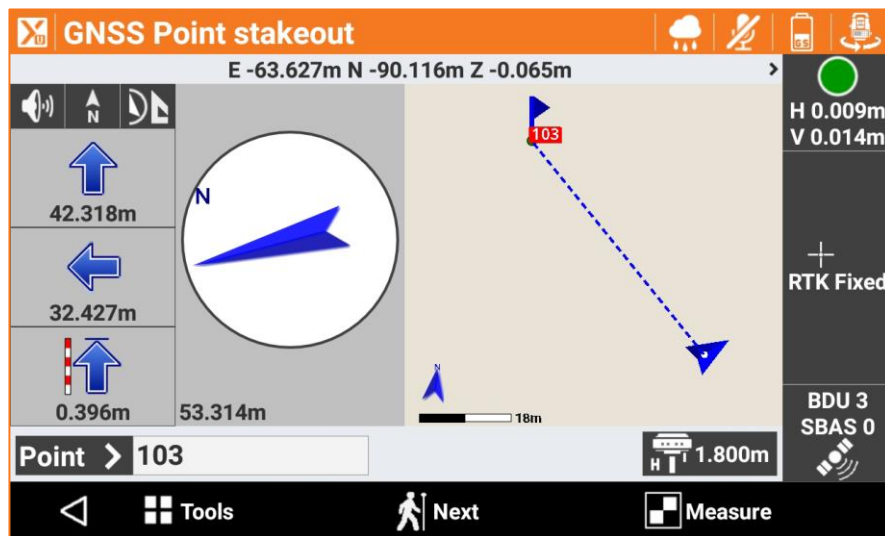 GNSS Point stakeout
GS
E -63.627m N -90.116m Z -0.065m
N
H 0.009m
V 0.014m
42.318m
N
103
32.427m
RTK Fixed
0.396m
53.314m
N
18m
BDU 3
SBAS 0
Point
103
H
1.800m
Tools
Next
Measure